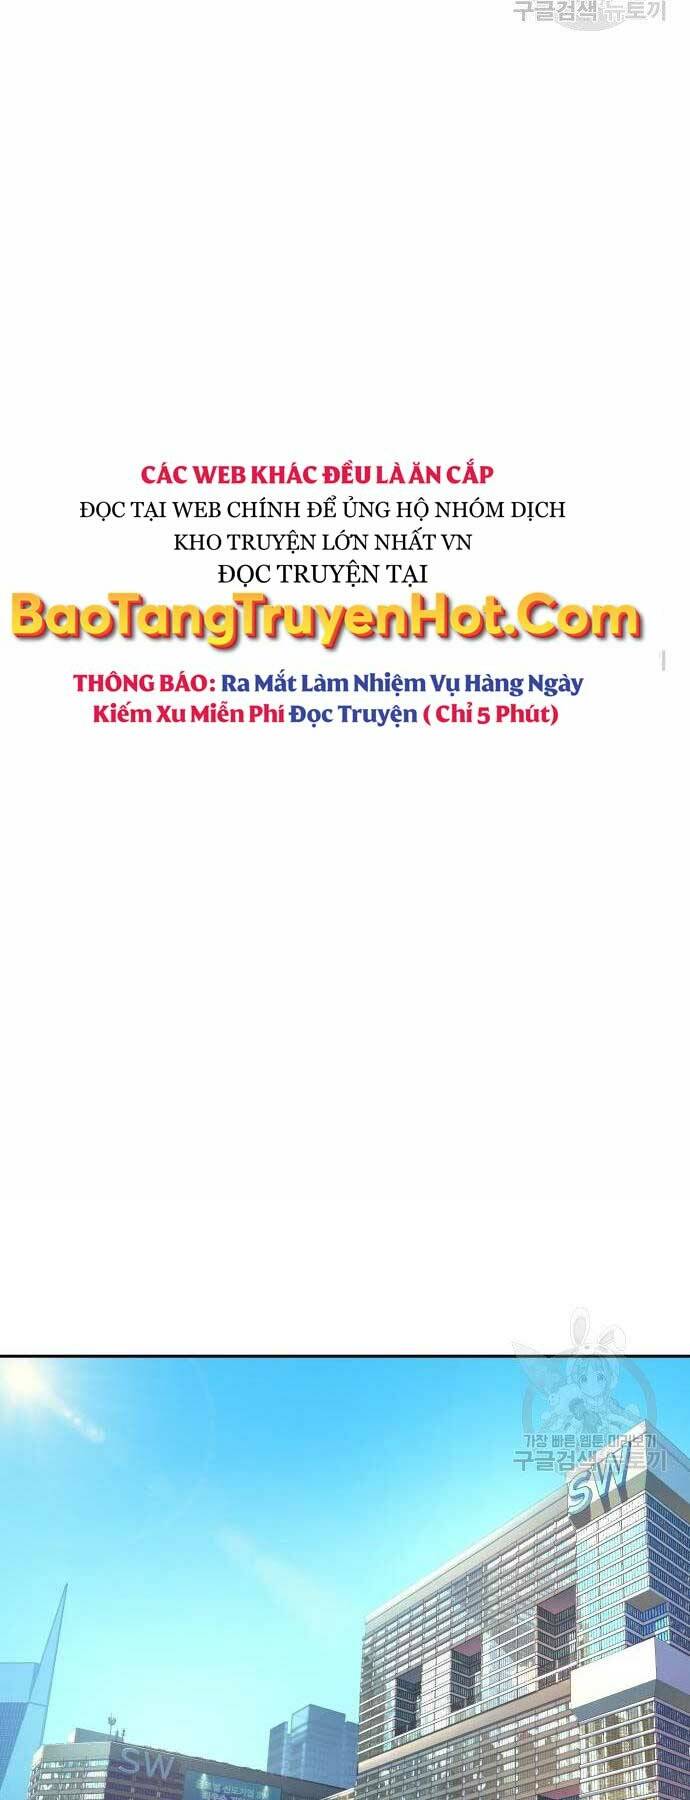 구글검색 뉴토끼
CÁC WEB KHÁC ĐỀU LÀ ĂN CẮP
ĐỌC TẠI WEB CHÍNH ĐỂ ỦNG HỘ NHÓM DỊCH
KHO TRUYỆN LỚN NHẤT VN
ĐỌC TRUYỆN TẠI
BaoTangTruyenHot.Com
THÔNG BÁO: Ra Mắt Làm Nhiệm Vụ Hàng Ngày
Kiếm Xu Miễn Phí Đọc Truyện ( Chỉ 5 Phút)
가장 빠른 웹툰 미리보기
구글검색 뉴토끼
SW
SW